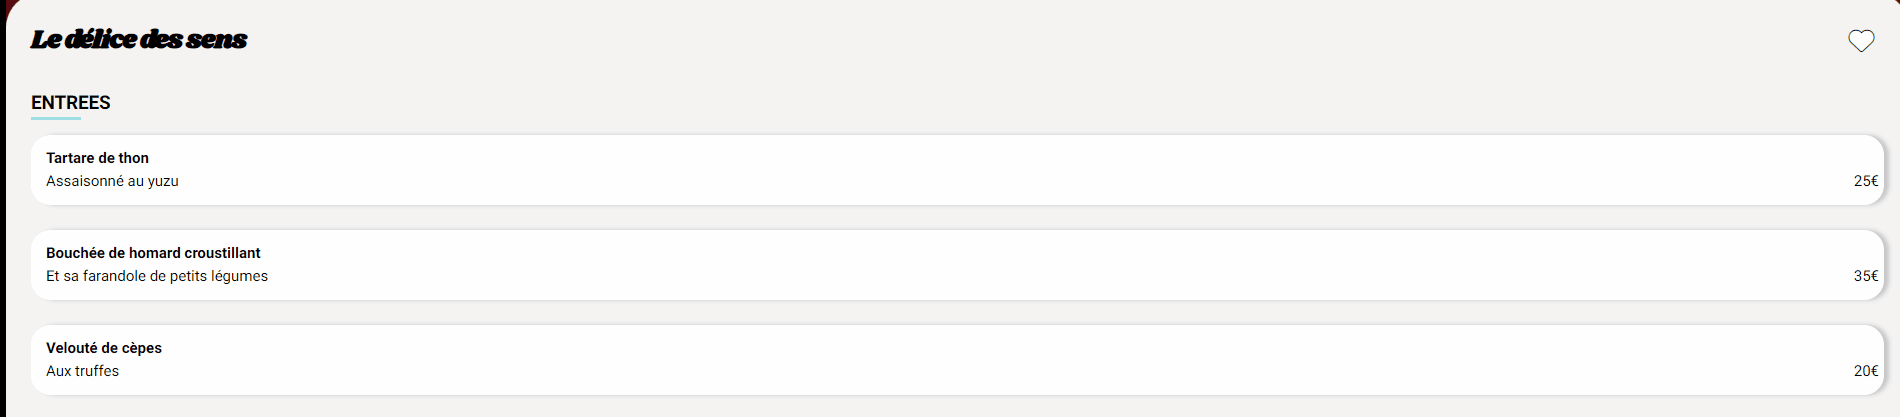 Le délice des sens
ENTREES
Tartare de thon
Assaisonné au yuzu
25€
Bouchée de homard croustillant
Et sa farandole de petits légumes
35€
Velouté de cèpes
Aux truffes
20€